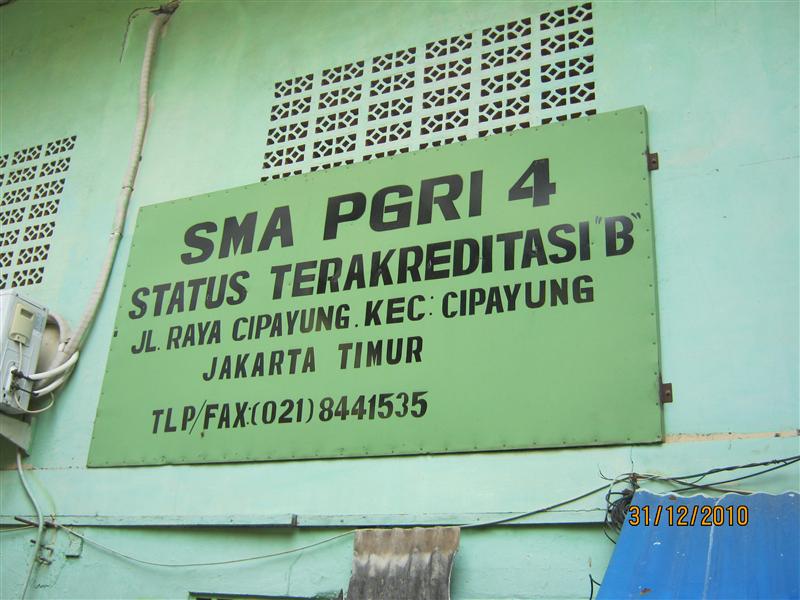 SMA PGRI 4
STATUS TERAKREDITASI "B"
JL. RAYA CIPAYUNG. KEC: CIPAYUNG
JAKARTA TIMUR
TLP/FAX:(021) 8441535
31/12/2010